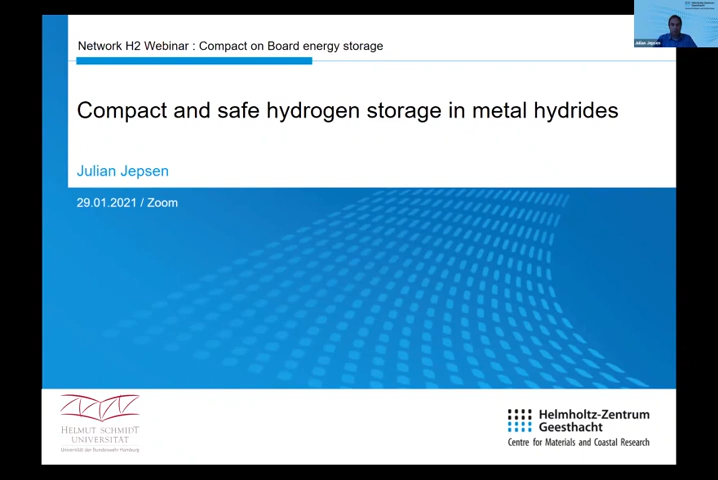 Network H2 Webinar : Compact on Board energy storage
Compact and safe hydrogen storage in metal hydrides
Julian Jepsen
29.01.2021 / Zoom
HELMUT SCHMIDT
UNIVERSITÄT
Universität der Bundeswehr Hamburg
Helmholtz-Zentrum
Geesthacht
Centre for Materials and Coastal Research
Julian Jepsen